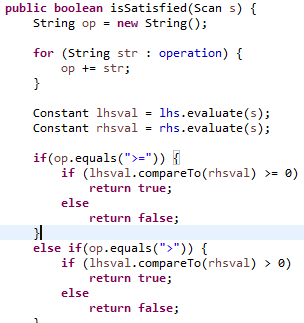 public boolean isSatisfied(Scan s) {
    String op = new String();

    for (String str : operation) {
        op += str;
    }

    Constant lhsval = lhs.evaluate(s);
    Constant rhsval = rhs.evaluate(s);

    if(op.equals(">=")) {
        if (lhsval.compareTo(rhsval) >= 0)
            return true;
        else
            return false;
    }
    else if(op.equals(">")) {
        if (lhsval.compareTo(rhsval) > 0)
            return true;
        else
            return false;
    }